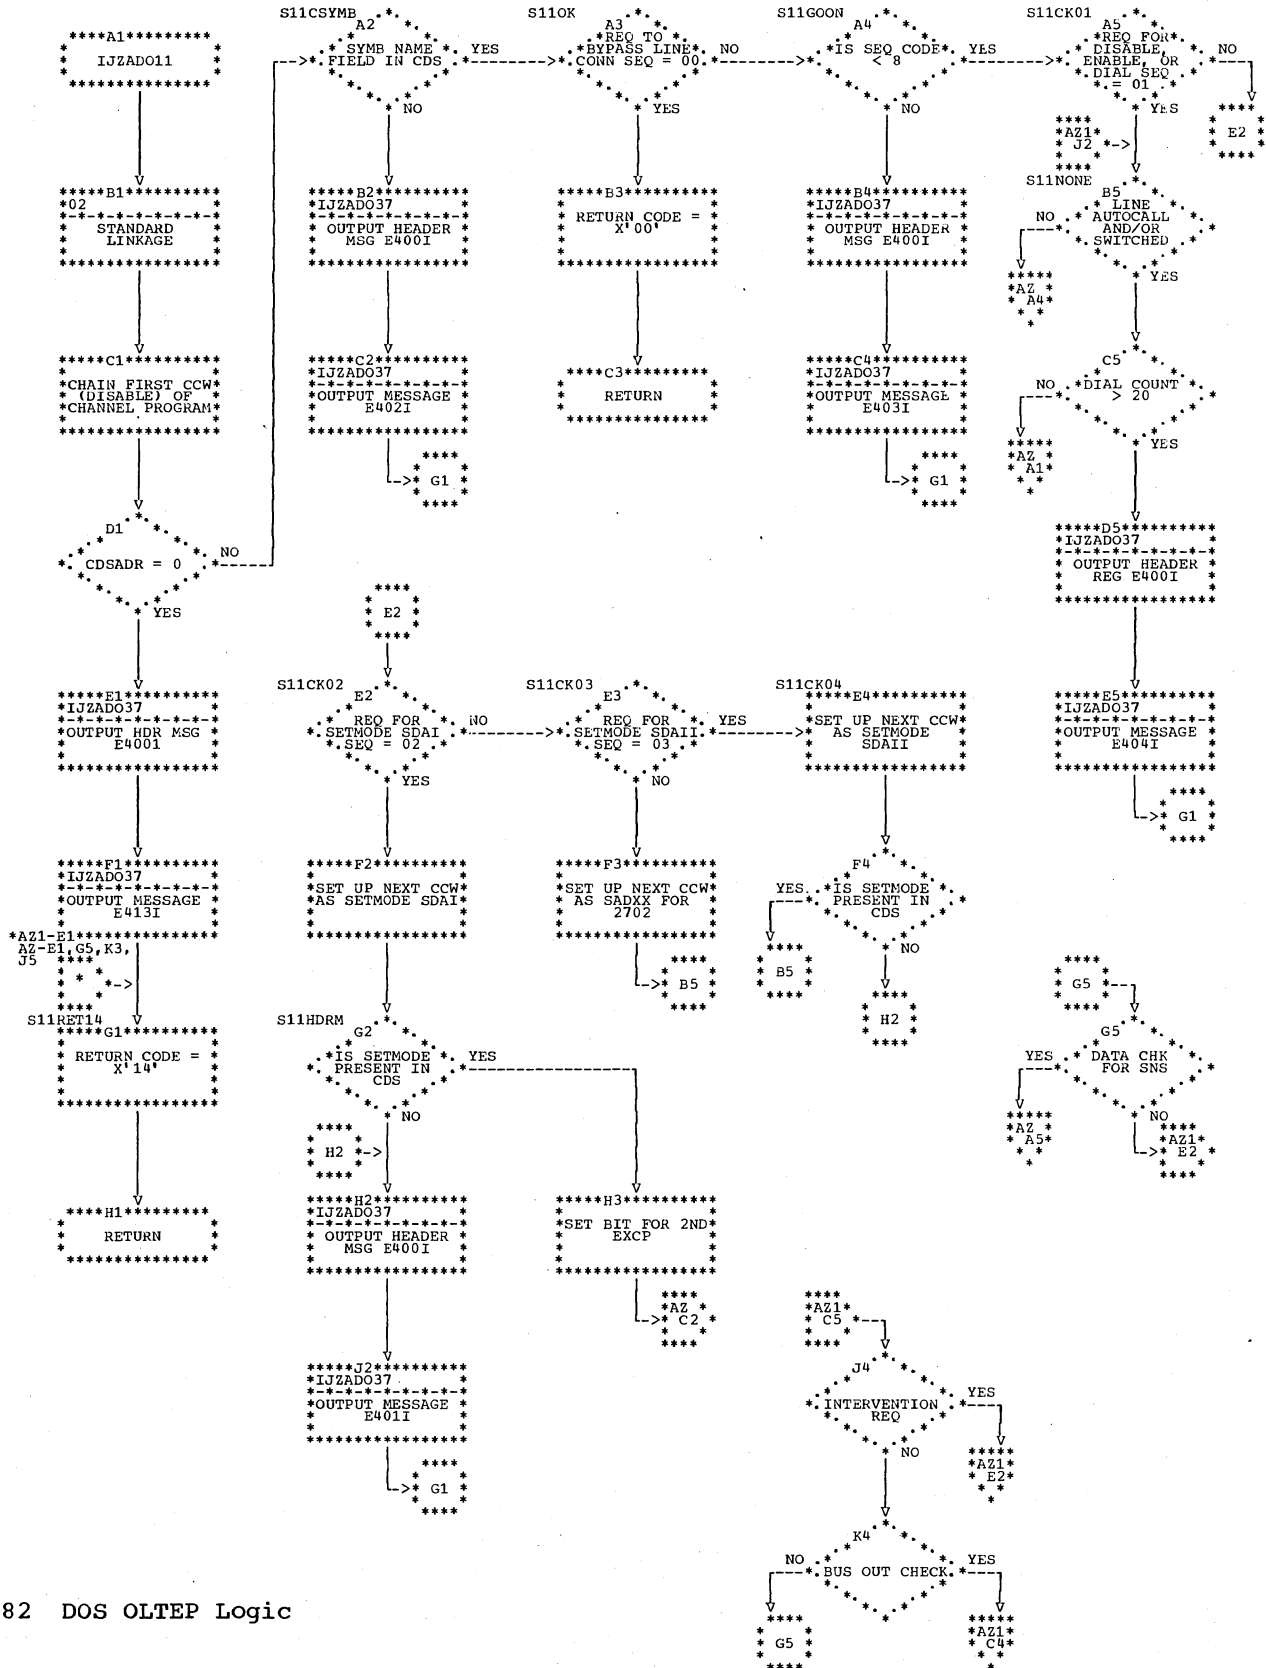 S11CSYMB
A2
SYMB NAME
FIELD IN CDS
YES
NO
S11OK
A3
REQ TO
BYPASS LINE
CONN SEQ = 00
NO
YES
S11GOON
A4
IS SEQ CODE
< 8
YES
NO
S11CK01
A5
REQ FOR
DISABLE,
ENABLE, OR
DIAL SEQ
= 01
NO
YES
E2
A1
IJZADO11
AZ1
J2
B1
02
STANDARD
LINKAGE
B2
IJZADO37
OUTPUT HEADER
MSG E400I
B3
RETURN CODE =
X'00'
B4
IJZADO37
OUTPUT HEADER
MSG E400I
S11NONE
B5
LINE
AUTOCALL
AND/OR
SWITCHED
NO
YES
AZ
A4
C1
CHAIN FIRST CCW
(DISABLE) OF
CHANNEL PROGRAM
C2
IJZADO37
OUTPUT MESSAGE
E402I
G1
C3
RETURN
C4
IJZADO37
OUTPUT MESSAGE
E403I
G1
C5
DIAL COUNT
> 20
NO
YES
AZ
A1
D1
CDSADR = 0
NO
YES
D5
IJZADO37
OUTPUT HEADER
REG E400I
E2
E1
IJZADO37
OUTPUT HDR MSG
E4001
S11CK02
E2
REQ FOR
SETMODE SDAI
SEQ = 02
NO
YES
S11CK03
E3
REQ FOR
SETMODE SDAII
SEQ = 03
YES
NO
S11CK04
E4
SET UP NEXT CCW
AS SETMODE
SDAII
E5
IJZADO37
OUTPUT MESSAGE
E404I
G1
F1
IJZADO37
OUTPUT MESSAGE
E413I
F2
SET UP NEXT CCW
AS SETMODE SDAI
F3
SET UP NEXT CCW
AS SADXX FOR
2702
B5
F4
IS SETMODE
PRESENT IN
CDS
YES
NO
B5
H2
*AZ1-E1
AZ-E1,G5,K3,
J5
*
S11RET14
G1
RETURN CODE =
X'14'
S11HDRM
G2
IS SETMODE
PRESENT IN
CDS
YES
NO
G5
G5
DATA CHK
FOR SNS
YES
NO
AZ
A5
AZ1
E2
H2
H1
RETURN
H2
IJZADO37
OUTPUT HEADER
MSG E400I
H3
SET BIT FOR 2ND
EXCP
AZ
C2
AZ1
C5
J2
IJZADO37
OUTPUT MESSAGE
E401I
G1
J4
INTERVENTION
REQ
YES
NO
AZ1
E2
K4
BUS OUT CHECK
NO
YES
G5
AZ1
C4
82 DOS OLTEP Logic